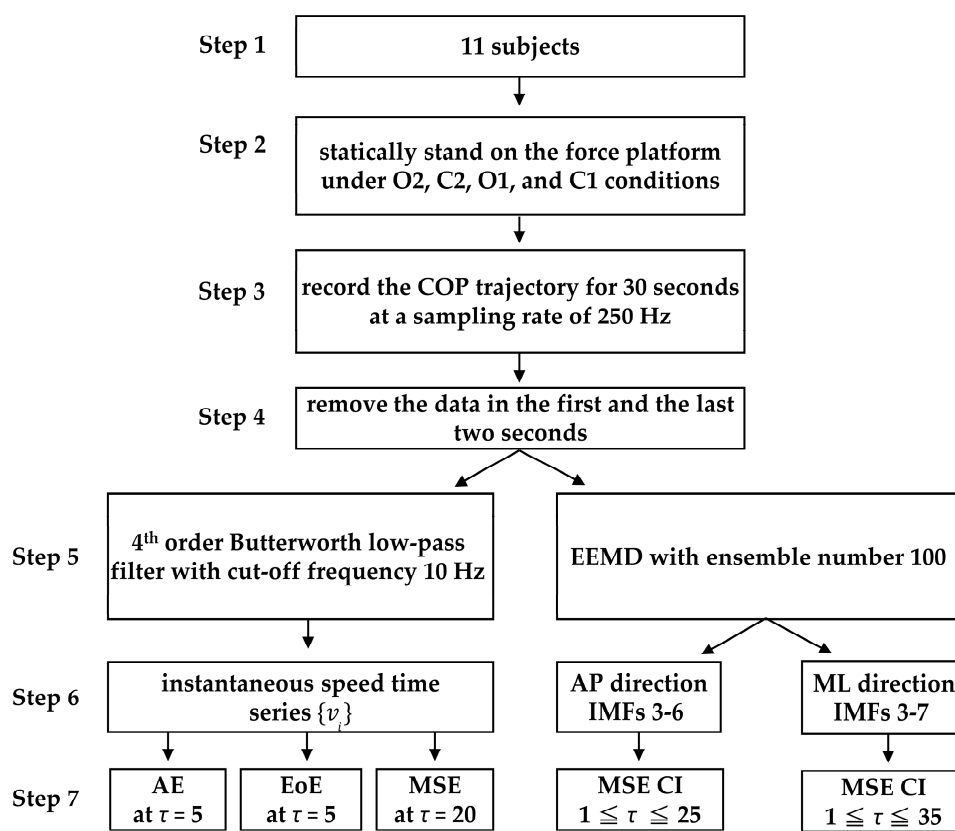 Step 1
11 subjects
Step 2
statically stand on the force platform
under O2, C2, O1, and C1 conditions
Step 3
record the COP trajectory for 30 seconds
at a sampling rate of 250 Hz
Step 4
remove the data in the first and the last
two seconds
Step 5
4th order Butterworth low-pass
filter with cut-off frequency 10 Hz
EEMD with ensemble number 100
Step 6
instantaneous speed time
series {v_i}
AP direction
IMFs 3-6
ML direction
IMFs 3-7
Step 7
AE
at τ = 5
EoE
at τ = 5
MSE
at τ = 20
MSE CI
1 ≦ τ ≦ 25
MSE CI
1 ≦ τ ≦ 35